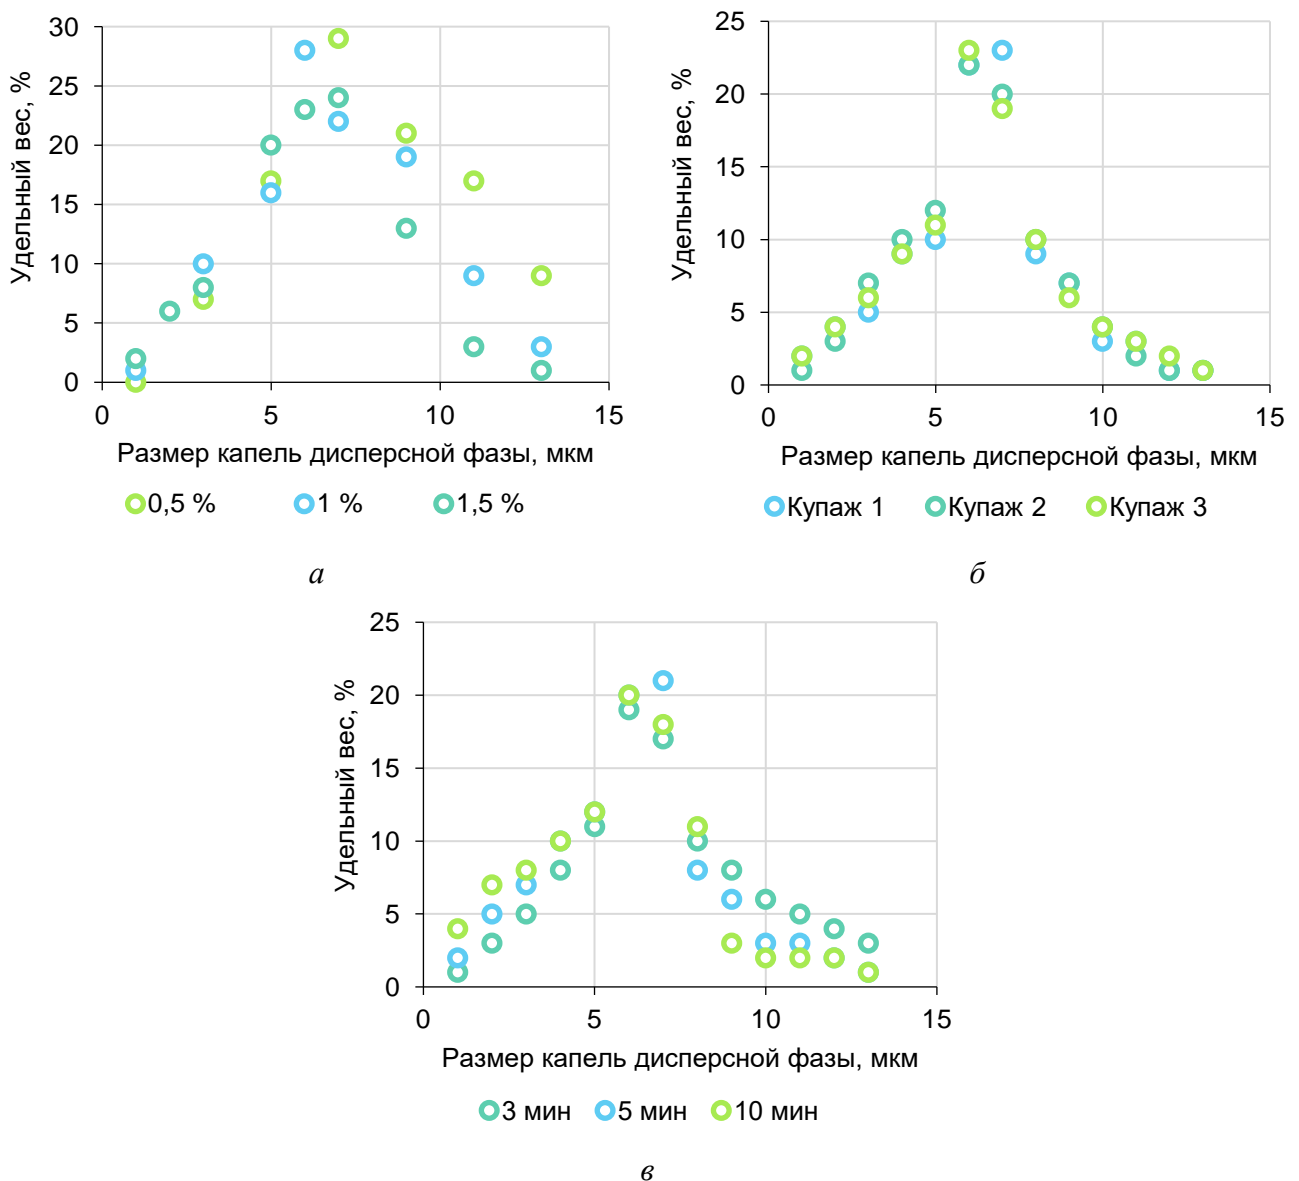 30
25
20
15
10
5
0
0 5 10 15
Удельный вес, %
Размер капель дисперсной фазы, мкм
0,5 % 1 % 1,5 %
а
25
20
15
10
5
0
0 5 10 15
Удельный вес, %
Размер капель дисперсной фазы, мкм
Купаж 1 Купаж 2 Купаж 3
б
25
20
15
10
5
0
0 5 10 15
Удельный вес, %
Размер капель дисперсной фазы, мкм
3 мин 5 мин 10 мин
в